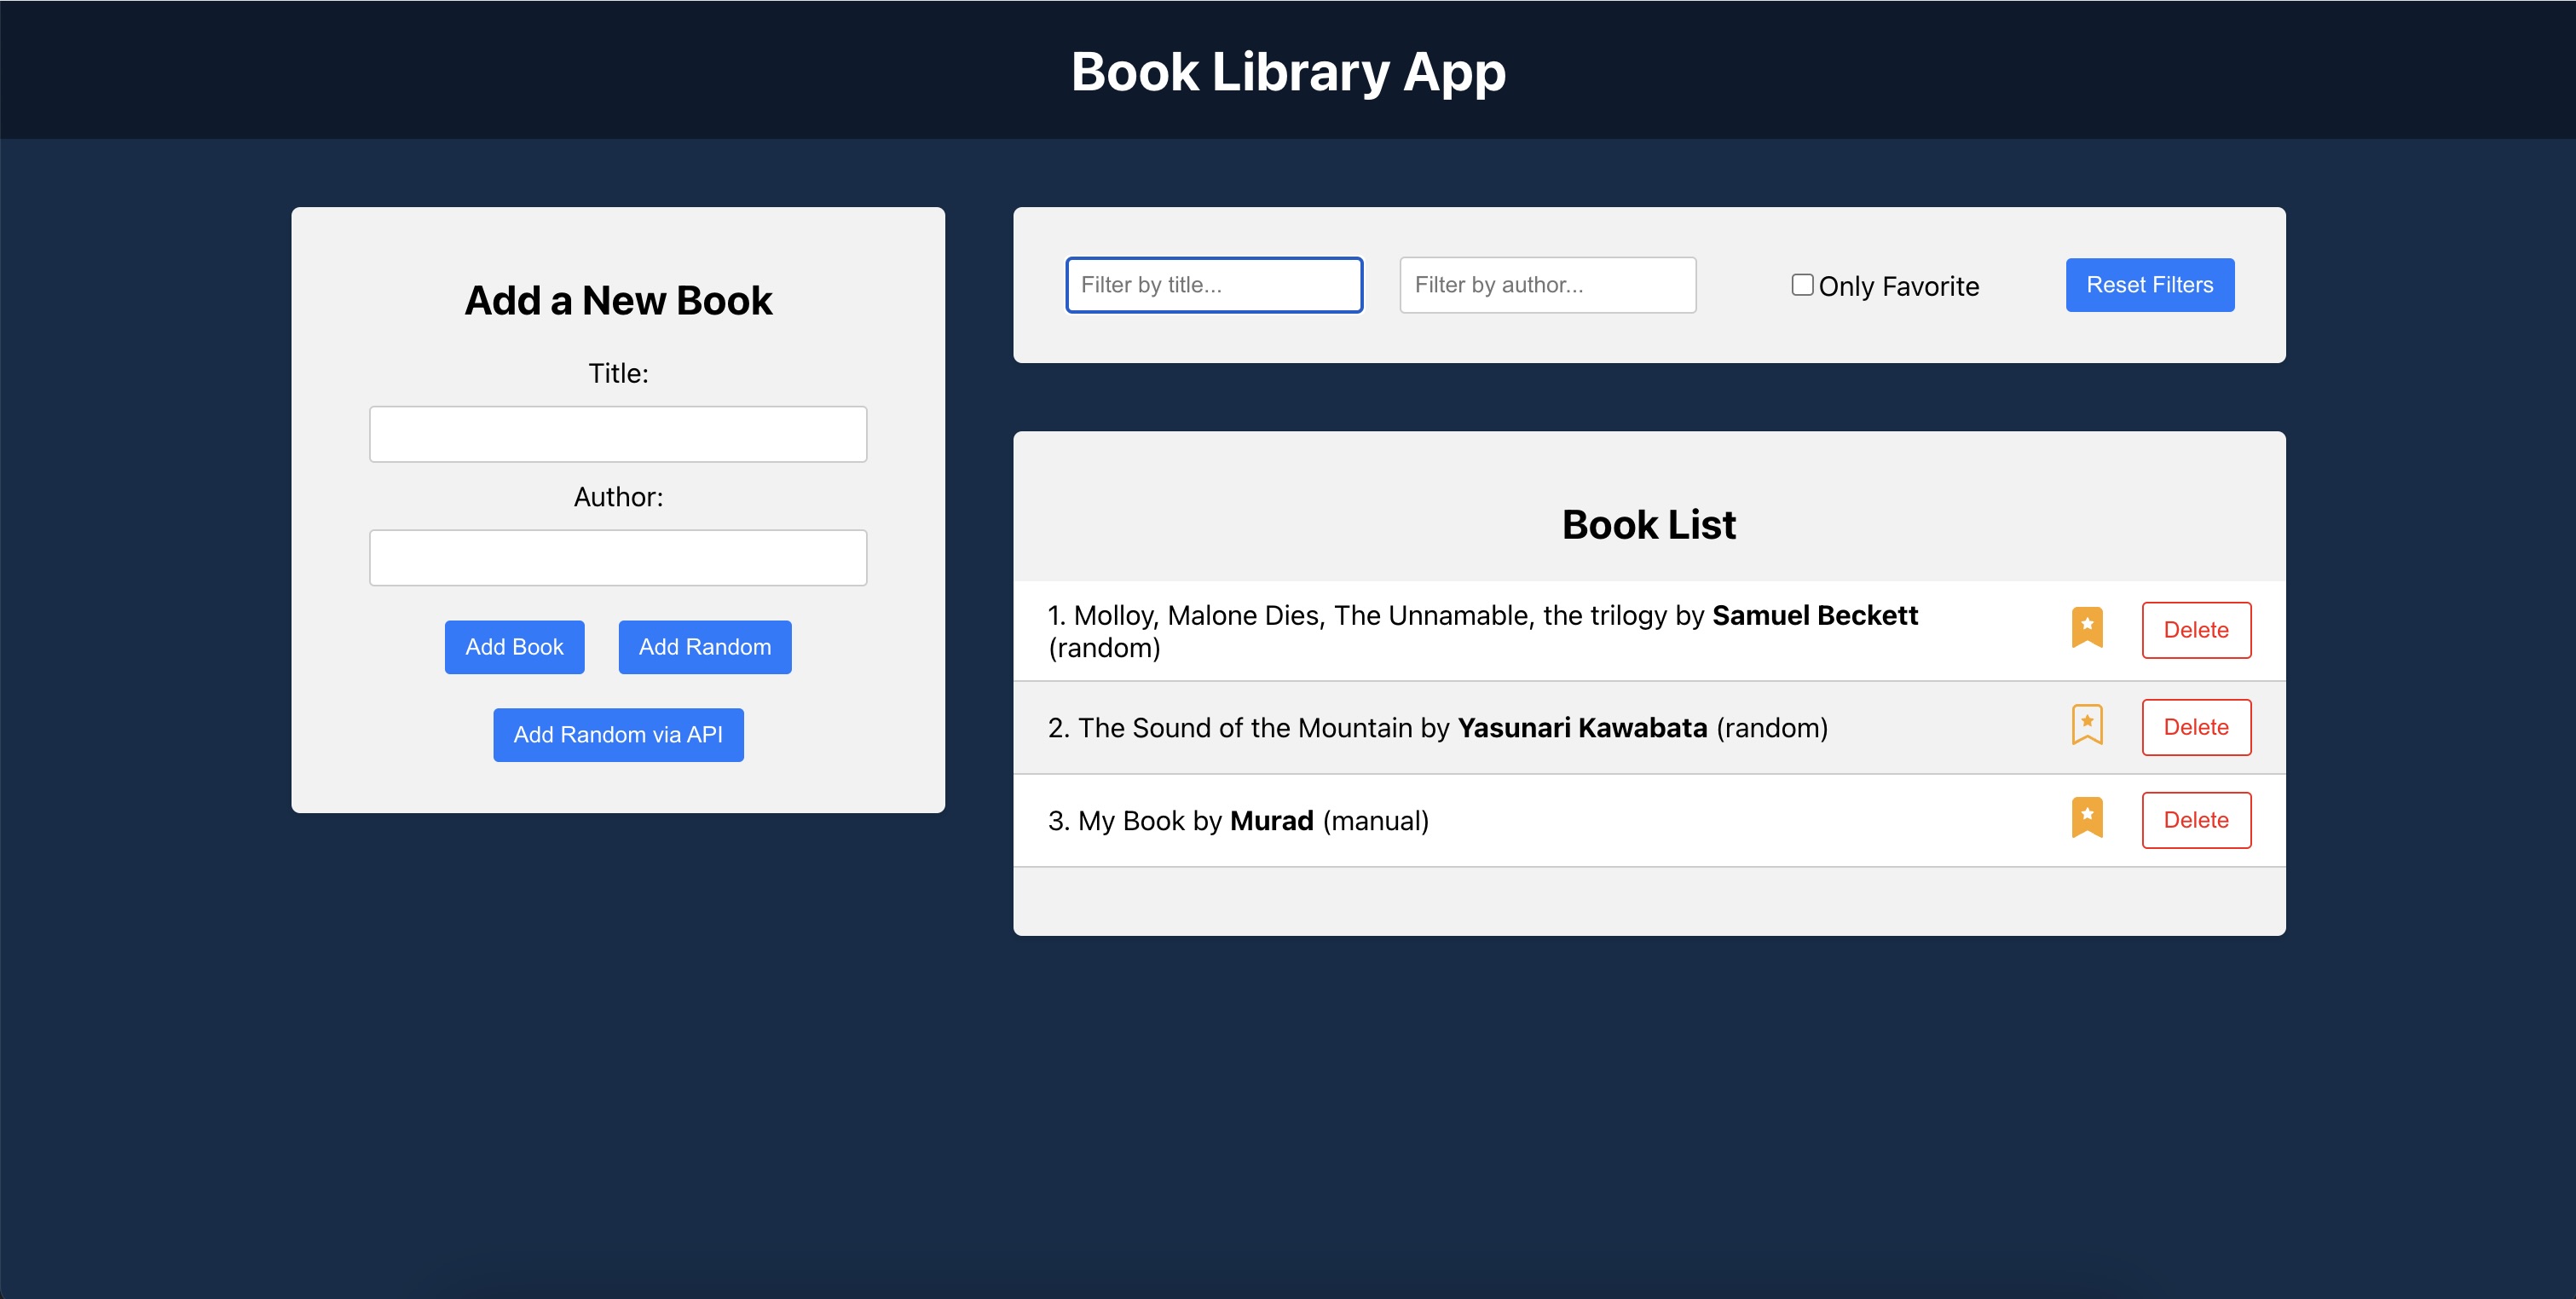 Book Library App
Add a New Book
Title:
Author:
Add Book
Add Random
Add Random via API
Filter by title...
Filter by author...
Only Favorite
Reset Filters
Book List
1. Molloy, Malone Dies, The Unnamable, the trilogy by Samuel Beckett
(random)
Delete
2. The Sound of the Mountain by Yasunari Kawabata (random)
Delete
3. My Book by Murad (manual)
Delete